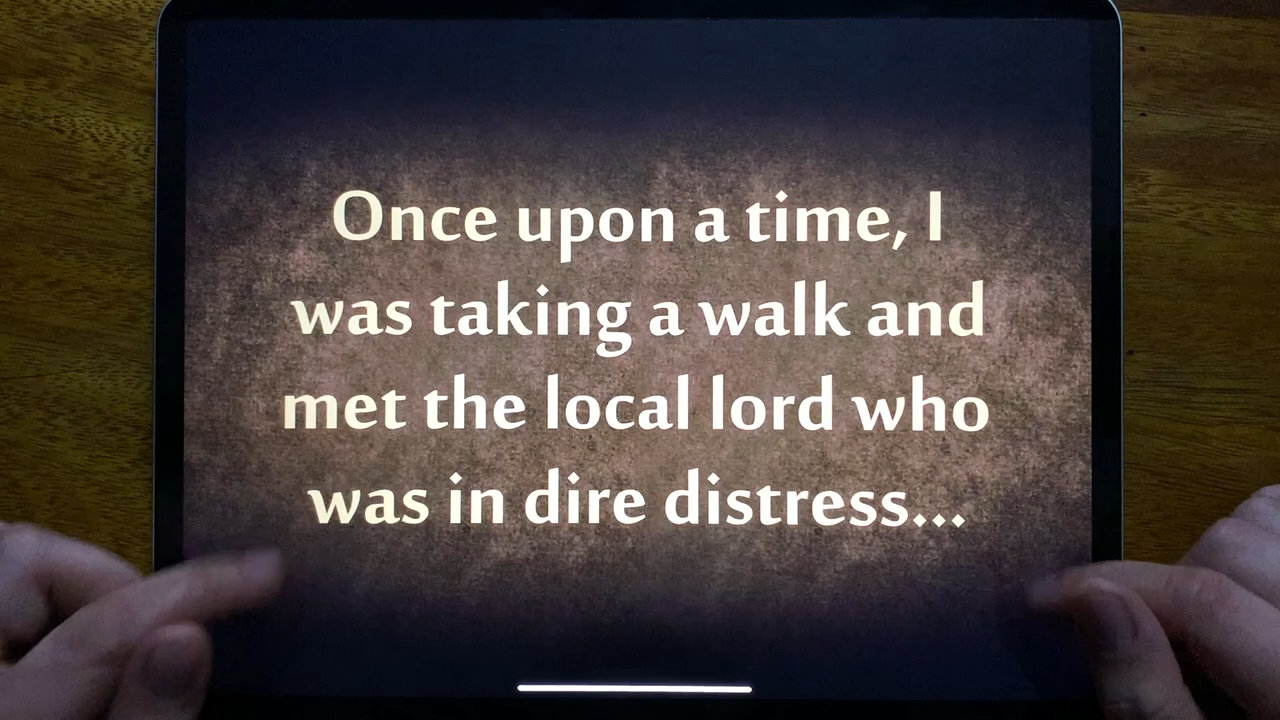 Once upon a time, I
was taking a walk and
met the local lord who
was in dire distress...